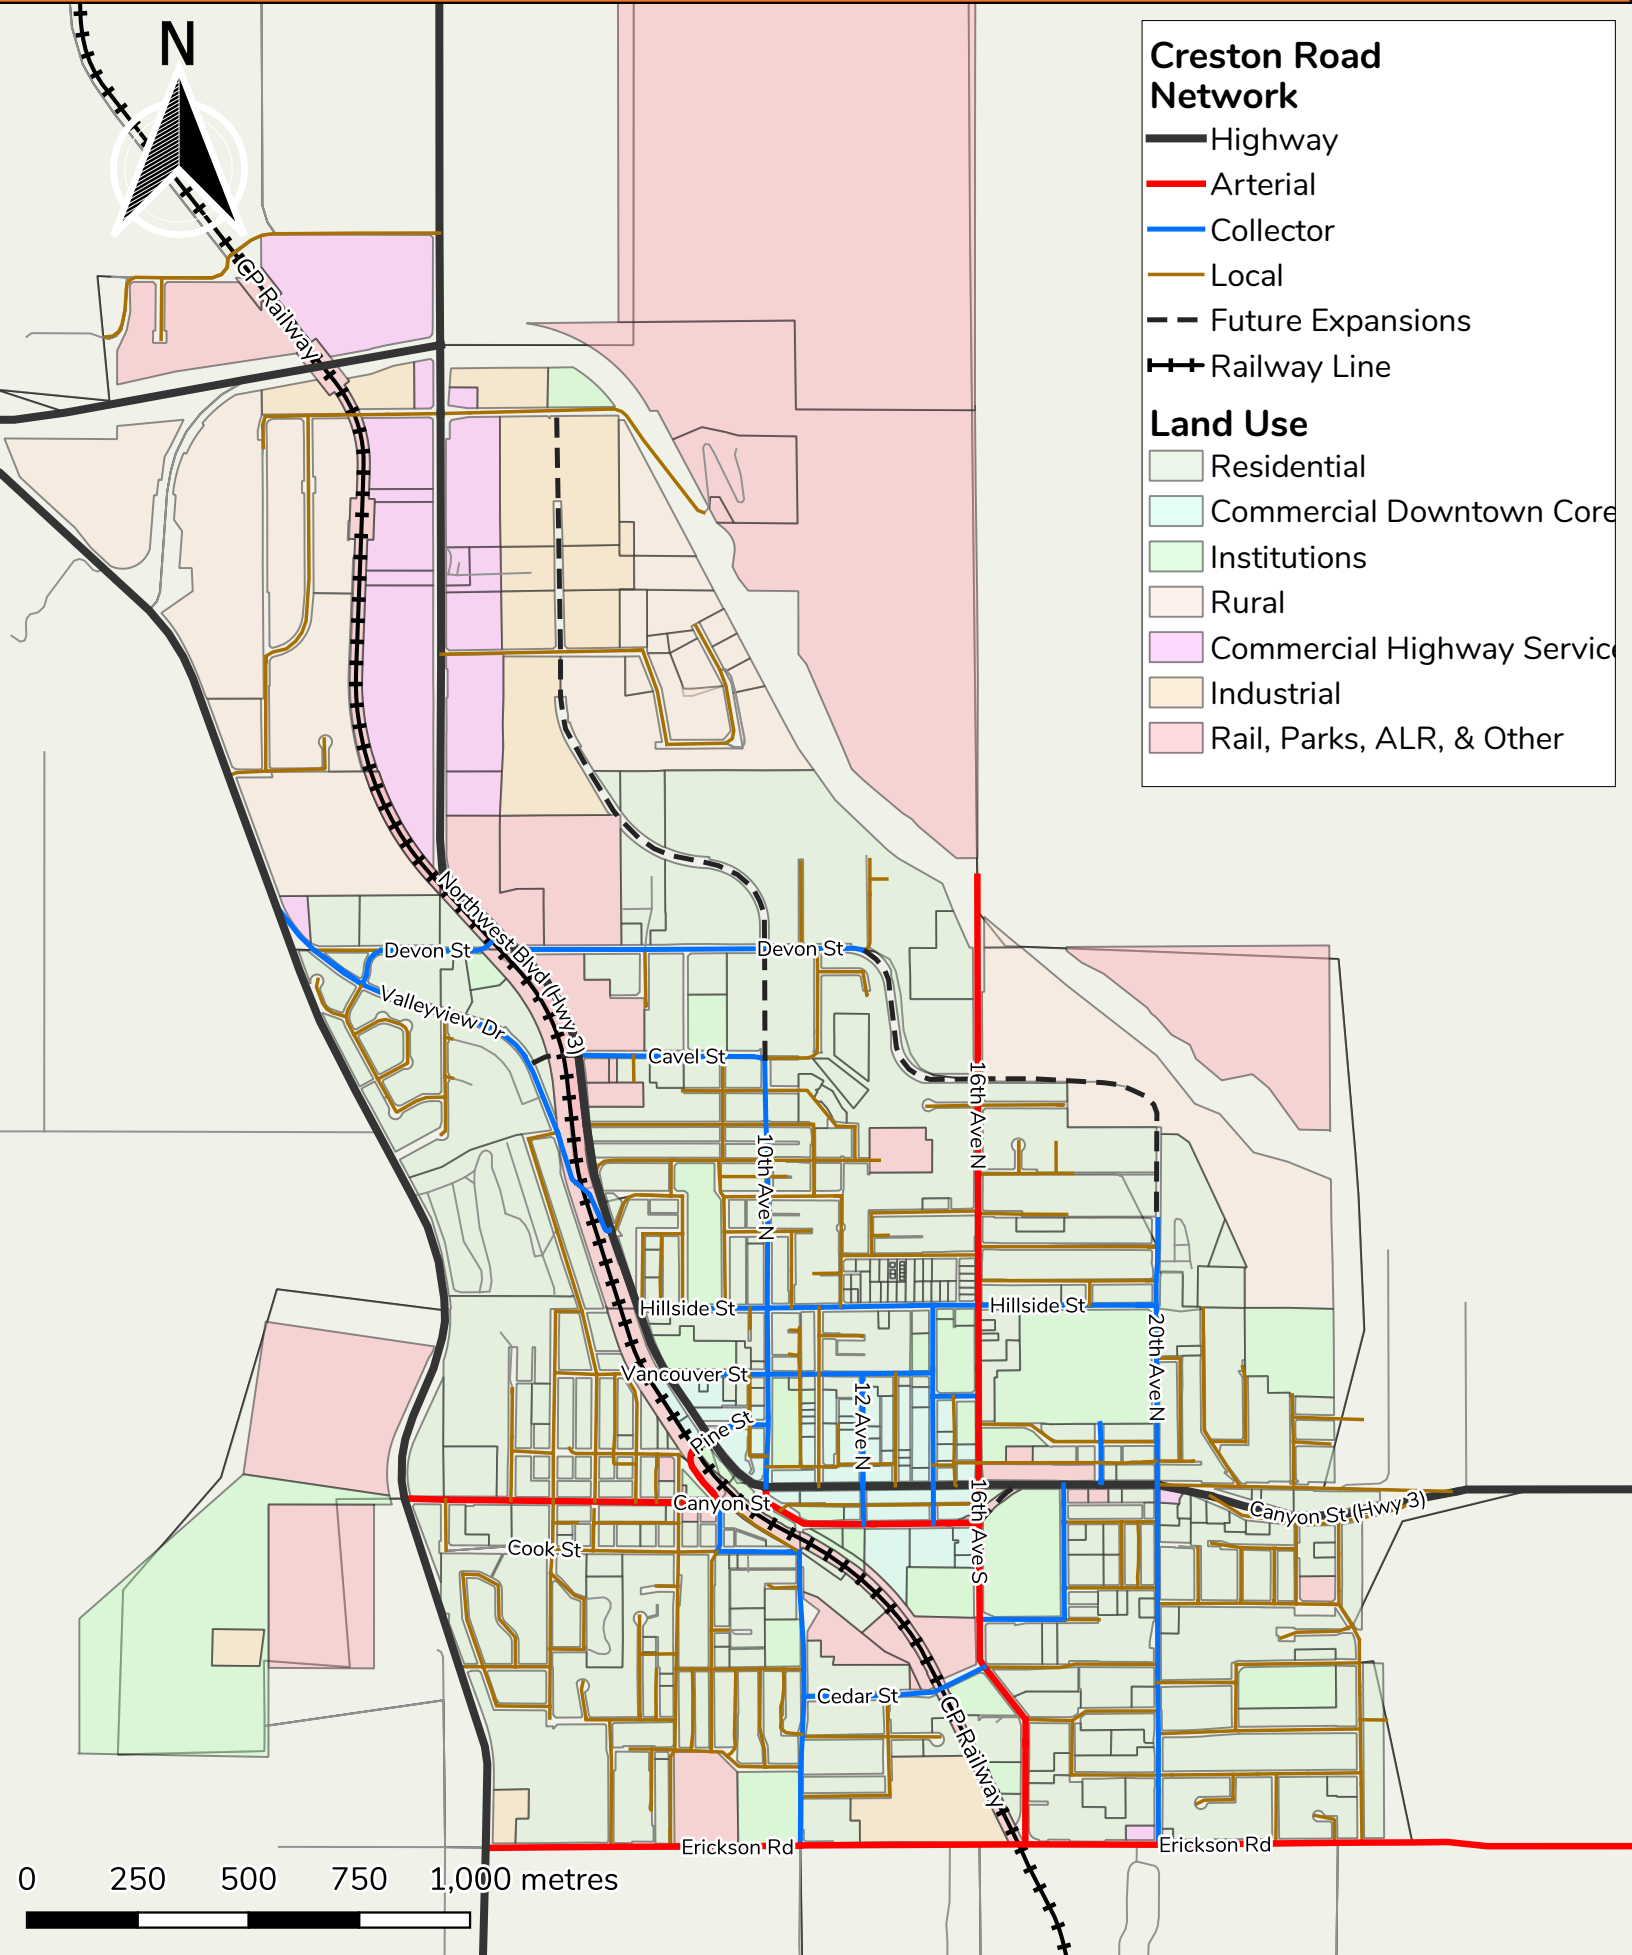 N
Creston Road
Network
Highway
Arterial
Collector
Local
Future Expansions
Railway Line
Land Use
Residential
Commercial Downtown Core
Institutions
Rural
Commercial Highway Service
Industrial
Rail, Parks, ALR, & Other
CP Railway
Northwest Blvd (Hwy 3)
Devon St
Devon St
Valleyview Dr
Cavel St
16th Ave N
10th Ave N
Hillside St
Hillside St
20th Ave N
Vancouver St
12 Ave N
Pine St
Canyon St
16th Ave S
Canyon St (Hwy 3)
Cook St
Cedar St
CP Railway
Erickson Rd
Erickson Rd
0 250 500 750 1,000 metres